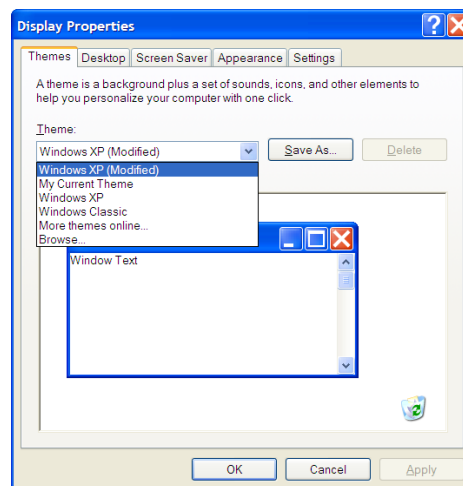 Display Properties
Themes Desktop Screen Saver Appearance Settings
A theme is a background plus a set of sounds, icons, and other elements to
help you personalize your computer with one click.
Theme:
Windows XP (Modified) Save As... Delete
Windows XP (Modified)
My Current Theme
Windows XP
Windows Classic
More themes online...
Browse...
Window Text
OK Cancel Apply